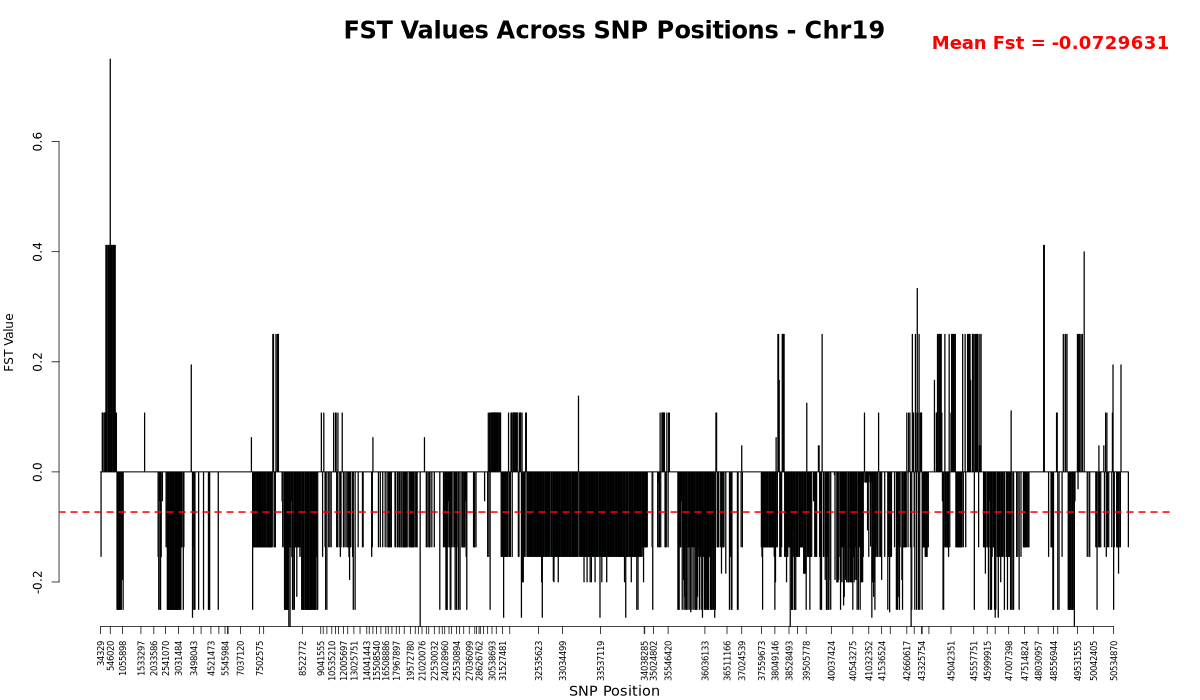 FST Values Across SNP Positions - Chr19
Mean Fst = -0.0729631
FST Value
0.6
0.4
0.2
0.0
-0.2
34329 546020 1055898 1533297 2033586 2541070 3031484 3498043 4521473 5545984 7037120 7502575 8522772 9041555 10535210 12005697 13025751 14041443 15508540 16508886 17967897 19572780 21020076 22530032 24028960 25530894 27036099 28626762 30538693 31527481 32535623 33034499 33537119 34038285 35024802 35546420 36036133 36511166 37024539 37559673 38049146 38528493 39505778 40037424 40543275 41032352 41536524 42660617 43325754 45042351 45557751 45999915 47007398 47514824 48030957 48556944 49531555 50042405 50534870
SNP Position